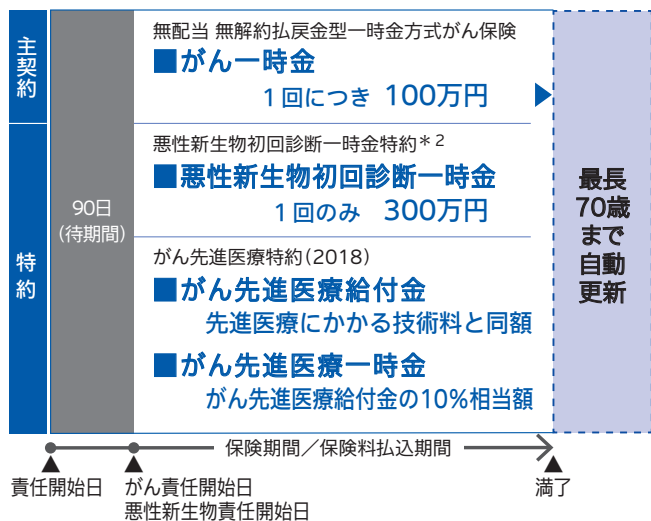 主契約
無配当 無解約払戻金型一時金方式がん保険
■がん一時金
1回につき 100万円
特約
90日
(待期間)
悪性新生物初回診断一時金特約＊2
■悪性新生物初回診断一時金
1回のみ 300万円
がん先進医療特約(2018)
■がん先進医療給付金
先進医療にかかる技術料と同額
■がん先進医療一時金
がん先進医療給付金の10%相当額
最長
70歳
まで
自動
更新
保険期間／保険料払込期間
責任開始日
がん責任開始日
悪性新生物責任開始日
満了